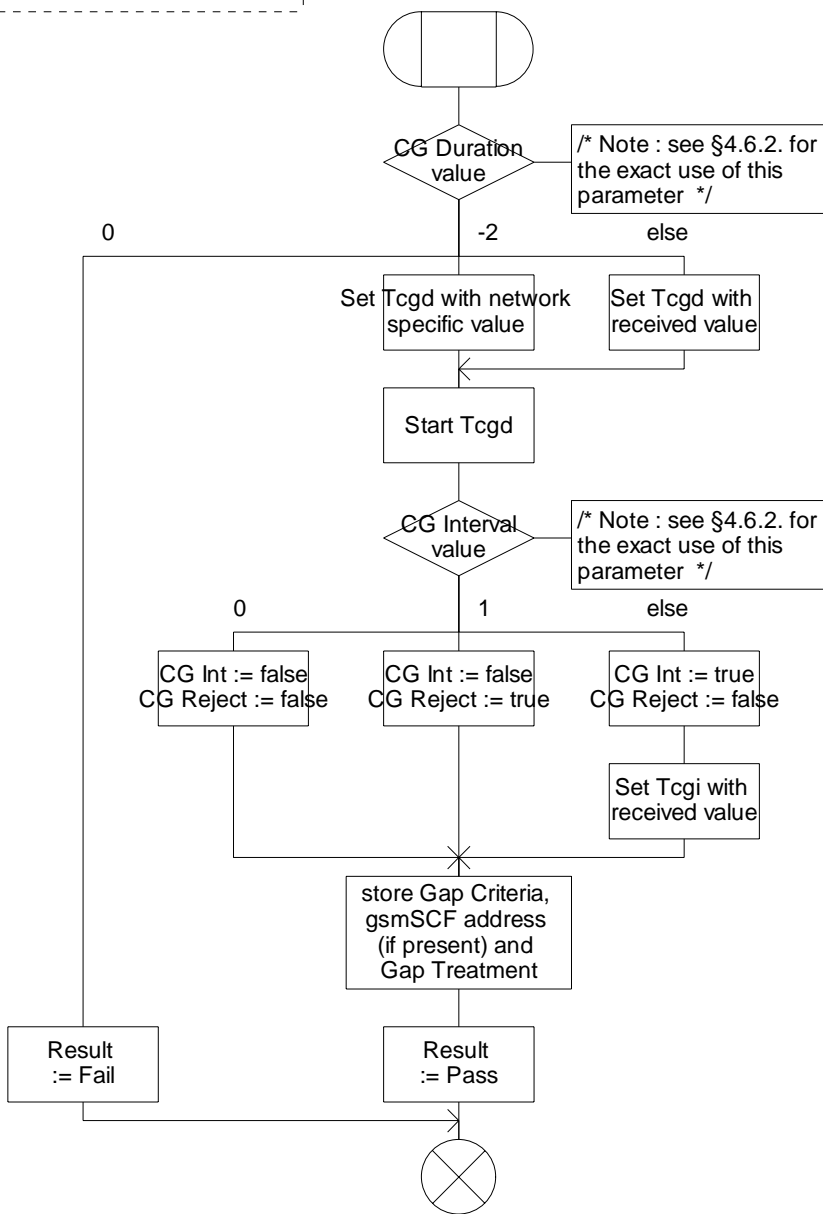 CG Duration
value
/* Note : see §4.6.2. for
the exact use of this
parameter */
0
-2
else
Set Tcgd with network
specific value
Set Tcgd with
received value
Start Tcgd
CG Interval
value
/* Note : see §4.6.2. for
the exact use of this
parameter */
0
1
else
CG Int := false
CG Reject := false
CG Int := false
CG Reject := true
CG Int := true
CG Reject := false
Set Tcgi with
received value
store Gap Criteria,
gsmSCF address
(if present) and
Gap Treatment
Result
:= Fail
Result
:= Pass